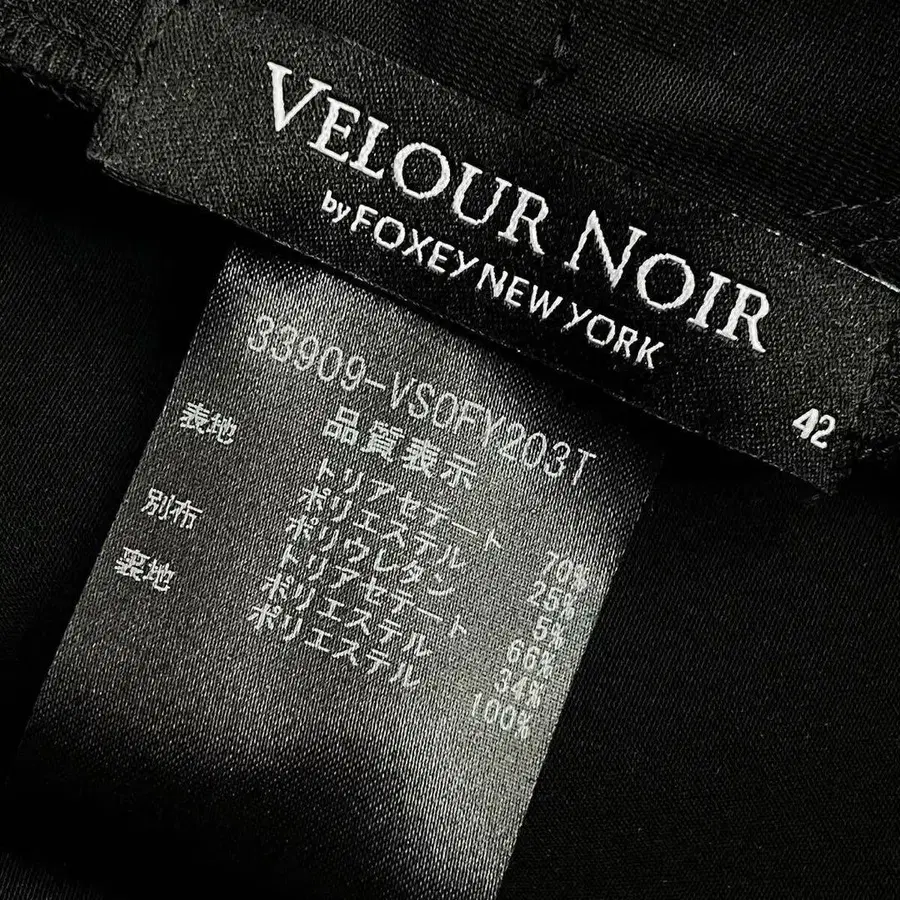 VELOUR NOIR
by FOXEY NEW YORK
42
33909-VSOFV203T
品質表示
表地 トリアセテート 70%
ポリエステル 25%
ポリウレタン 5%
別布 トリアセテート 66%
ポリエステル 34%
裏地 ポリエステル 100%